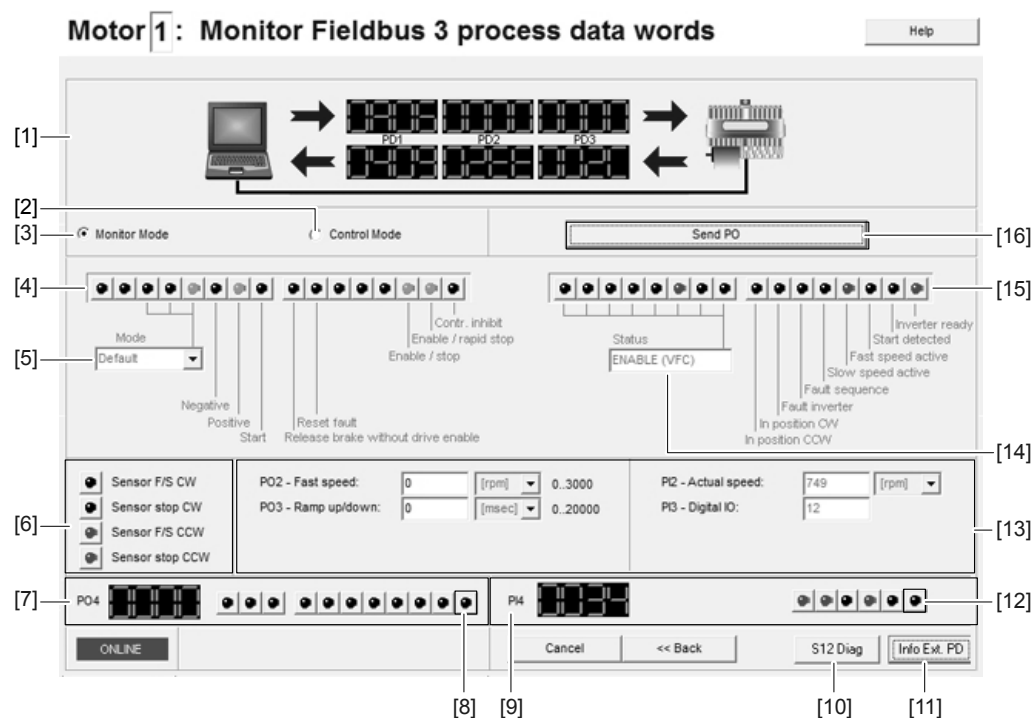 Motor 1 : Monitor Fieldbus 3 process data words
Help
[1]
PD1 PD2 PD3
[2]
[3] Monitor Mode Control Mode Send PO [16]
[4] [15]
Contr. inhibit Inverter ready
Mode Enable / rapid stop Status Start detected
[5] Default Enable / stop ENABLE (VFC) Fast speed active
Slow speed active
Fault sequence
Negative Fault inverter
Positive Reset fault In position CW
Start Release brake without drive enable In position CCW
[14]
Sensor F/S CW PO2 - Fast speed: 0 [rpm] 0..3000 PI2 - Actual speed: 749 [rpm]
Sensor stop CW PO3 - Ramp up/down: 0 [msec] 0..20000 PI3 - Digital IO: 12
[6] Sensor F/S CCW [13]
Sensor stop CCW
[7] PO4 PI4 [12]
ONLINE Cancel << Back S12 Diag Info Ext. PD
[8] [9] [10] [11]